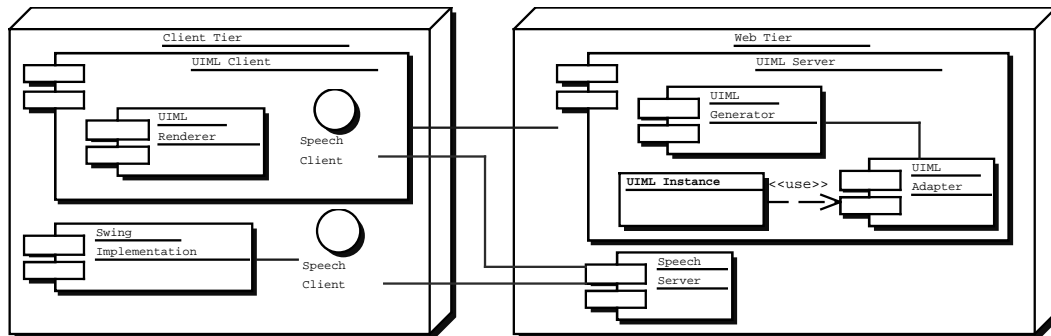 Client Tier
UIML Client
UIML
Renderer
Speech
Client
Swing
Implementation
Speech
Client
Web Tier
UIML Server
UIML
Generator
UIML Instance
<<use>>
UIML
Adapter
Speech
Server